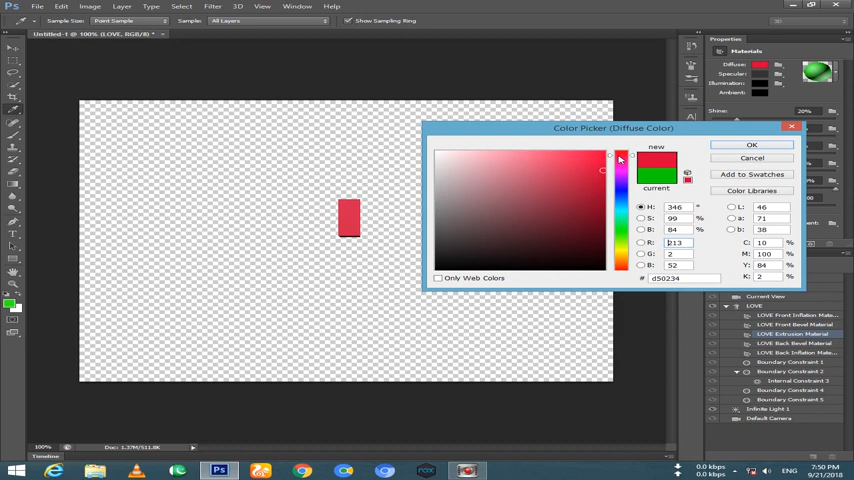 Ps File Edit Image Layer Type Select Filter 3D View Window Help
Sample Size: Point Sample Sample: All Layers Show Sampling Ring 3D
Untitled-1 @ 100% (LOVE, RGB/8) * ×
Properties
Materials
Diffuse:
Specular:
Illumination:
Ambient:
Shine: 20%
Color Picker (Diffuse Color)
new
current
OK
Cancel
Add to Swatches
Color Libraries
H: 346 °
S: 99 %
B: 84 %
R: 213
G: 2
B: 52
L: 46
a: 71
b: 38
C: 10 %
M: 100 %
Y: 84 %
K: 2 %
# d50234
Only Web Colors
Current View
LOVE
LOVE Front Inflation Mate...
LOVE Front Bevel Material
LOVE Extrusion Material
LOVE Back Bevel Material
LOVE Back Inflation Mate...
Boundary Constraint 1
Boundary Constraint 2
Internal Constraint 3
Boundary Constraint 4
Boundary Constraint 5
Infinite Light 1
Default Camera
100% Doc: 1.37M/511.8K
Timeline
Ps
nox
0.0 kbps
0.0 kbps
ENG
7:50 PM
9/21/2018